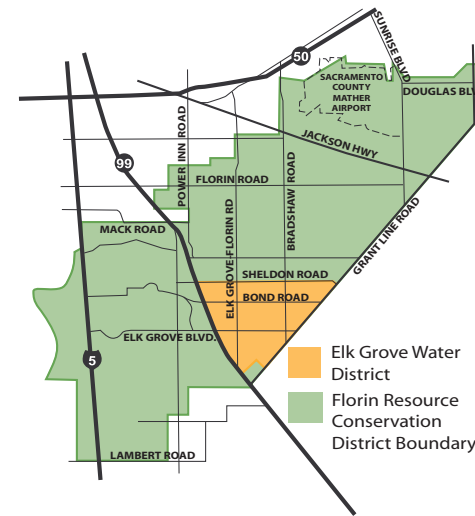 SUNRISE BLVD
50
SACRAMENTO
COUNTY
MATHER
AIRPORT
DOUGLAS BLV
JACKSON HWY
POWER INN ROAD
99
FLORIN ROAD
BRADSHAW ROAD
ELK GROVE-FLORIN RD
GRANT LINE ROAD
MACK ROAD
SHELDON ROAD
BOND ROAD
ELK GROVE BLVD.
5
LAMBERT ROAD
Elk Grove Water
District
Florin Resource
Conservation
District Boundary